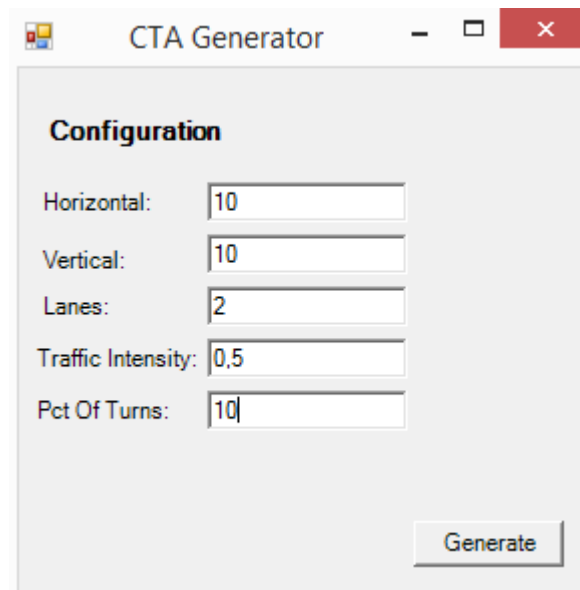 CTA Generator
Configuration
Horizontal: 10
Vertical: 10
Lanes: 2
Traffic Intensity: 0,5
Pct Of Turns: 10
Generate